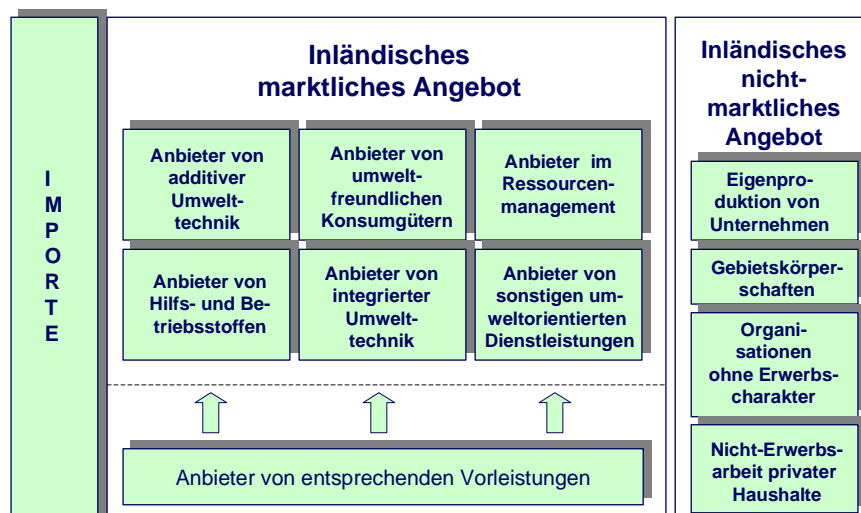 I
M
P
O
R
T
E
Inländisches
marktliches Angebot
Anbieter von
additiver
Umwelt-
technik
Anbieter von
umwelt-
freundlichen
Konsumgütern
Anbieter im
Ressourcen-
management
Anbieter von
Hilfs- und Be-
triebsstoffen
Anbieter von
integrierter
Umwelt-
technik
Anbieter von
sonstigen um-
weltorientierten
Dienstleistungen
Anbieter von entsprechenden Vorleistungen
Inländisches
nicht-
marktliches
Angebot
Eigenpro-
duktion von
Unternehmen
Gebietskörper-
schaften
Organi-
sationen
ohne Erwerbs-
charakter
Nicht-Erwerbs-
arbeit privater
Haushalte